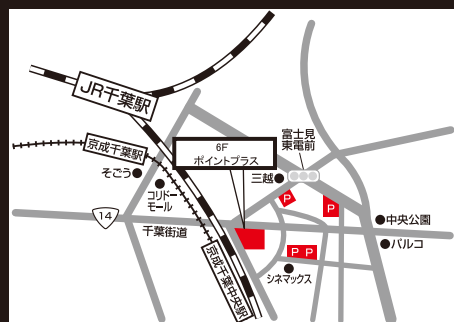 JR千葉駅
京成千葉駅
そごう
コリドー
モール
6F
ポイントプラス
富士見
東電前
三越
P
P
14
千葉街道
中央公園
パルコ
P P
シネマックス
京成千葉中央駅